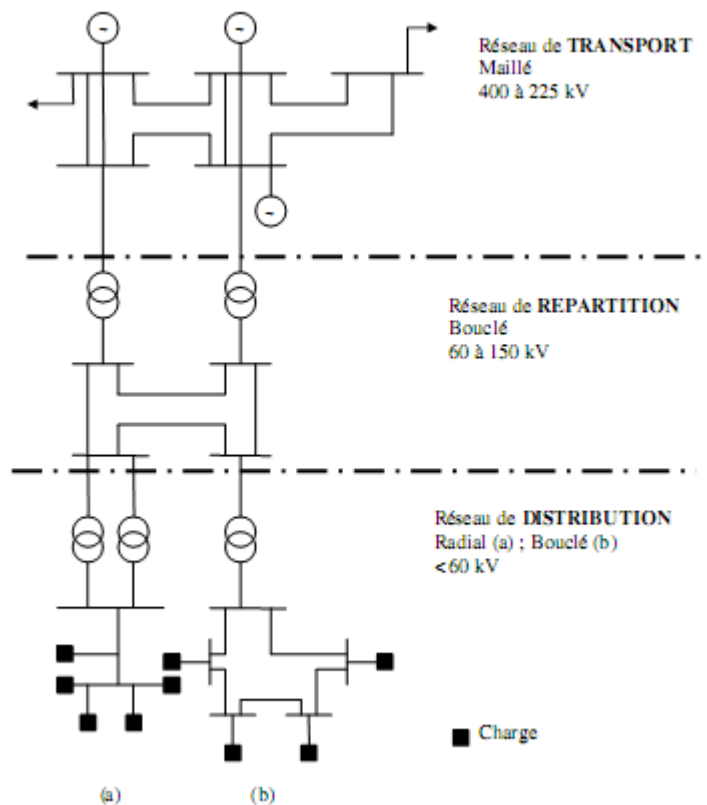 ~
~
Réseau de TRANSPORT
Maillé
400 à 225 kV
~
Réseau de REPARTITION
Bouclé
60 à 150 kV
Réseau de DISTRIBUTION
Radial (a) ; Bouclé (b)
<60 kV
Charge
(a)
(b)